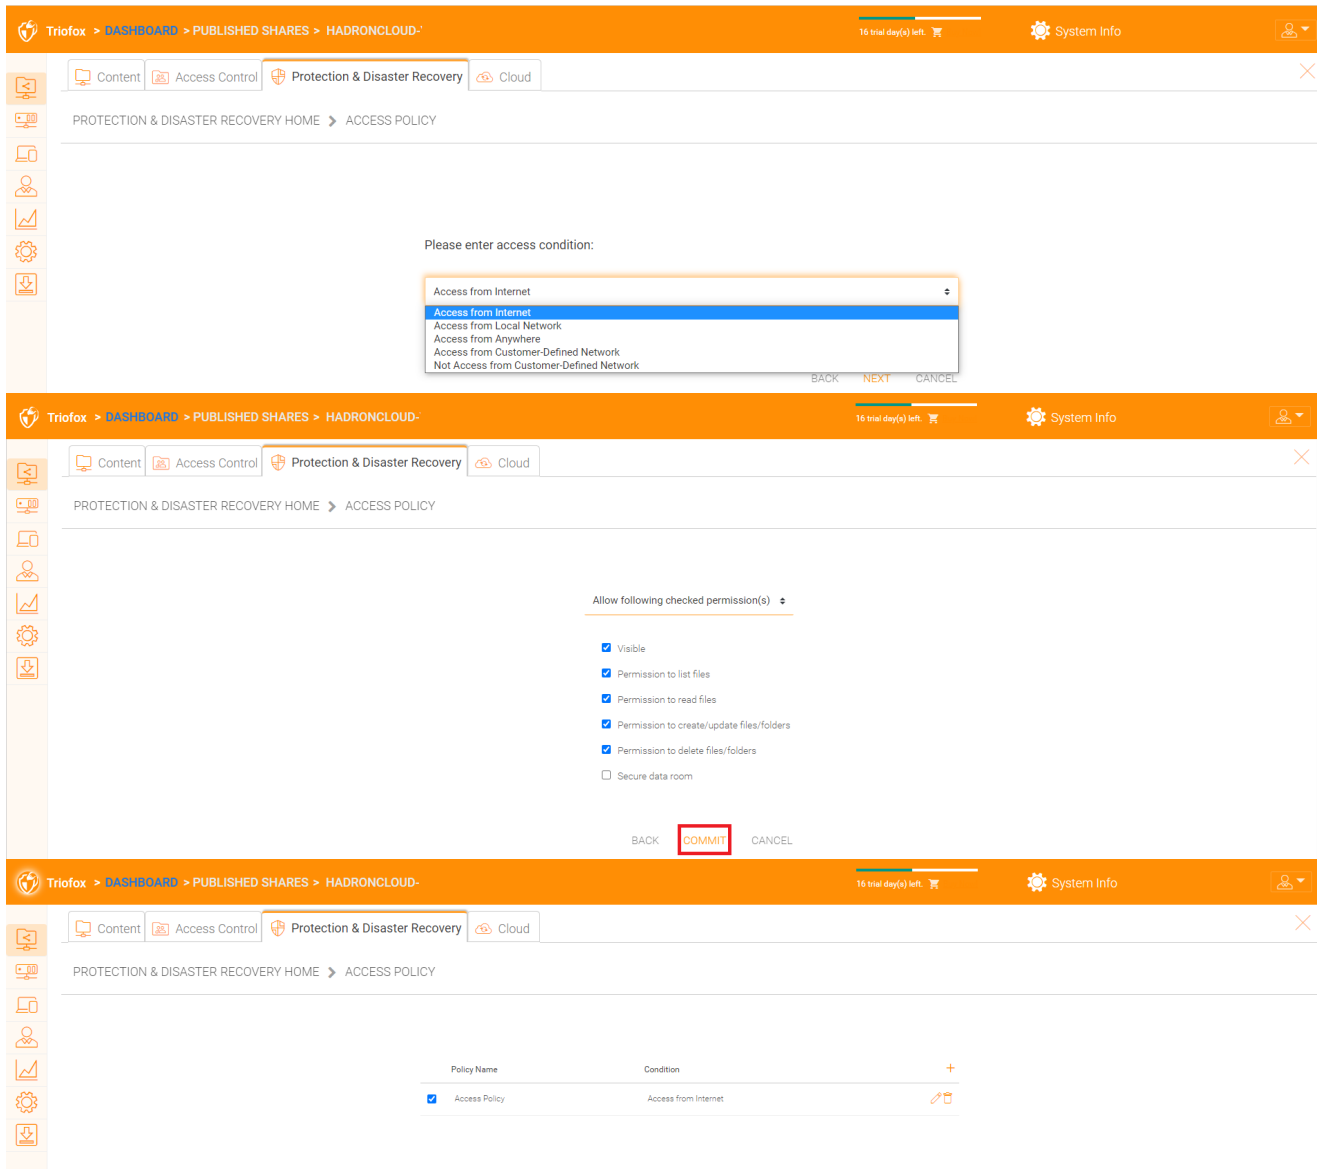 Triofox > DASHBOARD > PUBLISHED SHARES > HADRONCLOUD-
16 trial day(s) left.
System Info
Content
Access Control
Protection & Disaster Recovery
Cloud
PROTECTION & DISASTER RECOVERY HOME > ACCESS POLICY
Please enter access condition:
Access from Internet
Access from Internet
Access from Local Network
Access from Anywhere
Access from Customer-Defined Network
Not Access from Customer-Defined Network
BACK NEXT CANCEL
Triofox > DASHBOARD > PUBLISHED SHARES > HADRONCLOUD-
16 trial day(s) left.
System Info
Content
Access Control
Protection & Disaster Recovery
Cloud
PROTECTION & DISASTER RECOVERY HOME > ACCESS POLICY
Allow following checked permission(s)
Visible
Permission to list files
Permission to read files
Permission to create/update files/folders
Permission to delete files/folders
Secure data room
BACK COMMIT CANCEL
Triofox > DASHBOARD > PUBLISHED SHARES > HADRONCLOUD-
16 trial day(s) left.
System Info
Content
Access Control
Protection & Disaster Recovery
Cloud
PROTECTION & DISASTER RECOVERY HOME > ACCESS POLICY
Policy Name Condition +
Access Policy Access from Internet